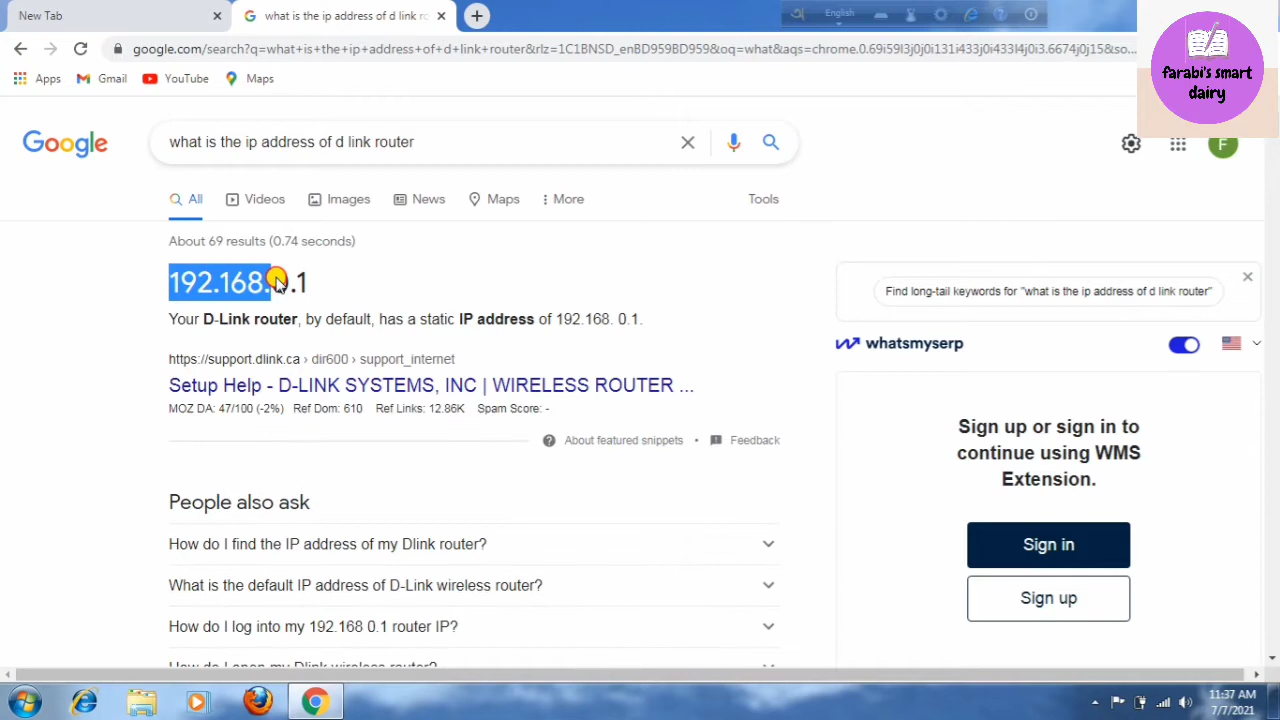 New Tab
what is the ip address of d link ro
English
google.com/search?q=what+is+the+ip+address+of+d+link+router&rlz=1C1BNSD_enBD959BD959&oq=what&aqs=chrome.0.69i59l3j0i131i433j0i433l4j0i3.6674j0j15&so...
Apps
Gmail
YouTube
Maps
farabi's smart
dairy
Google
what is the ip address of d link router
F
All
Videos
Images
News
Maps
More
Tools
About 69 results (0.74 seconds)
192.168.0.1
Your D-Link router, by default, has a static IP address of 192.168. 0.1.
https://support.dlink.ca › dir600 › support_internet
Setup Help - D-LINK SYSTEMS, INC | WIRELESS ROUTER ...
MOZ DA: 47/100 (-2%) Ref Dom: 610 Ref Links: 12.86K Spam Score: -
About featured snippets • Feedback
People also ask
How do I find the IP address of my Dlink router?
What is the default IP address of D-Link wireless router?
How do I log into my 192.168 0.1 router IP?
How do I open my Dlink wireless router?
Find long-tail keywords for "what is the ip address of d link router"
whatsmyserp
Sign up or sign in to
continue using WMS
Extension.
Sign in
Sign up
11:37 AM
7/7/2021